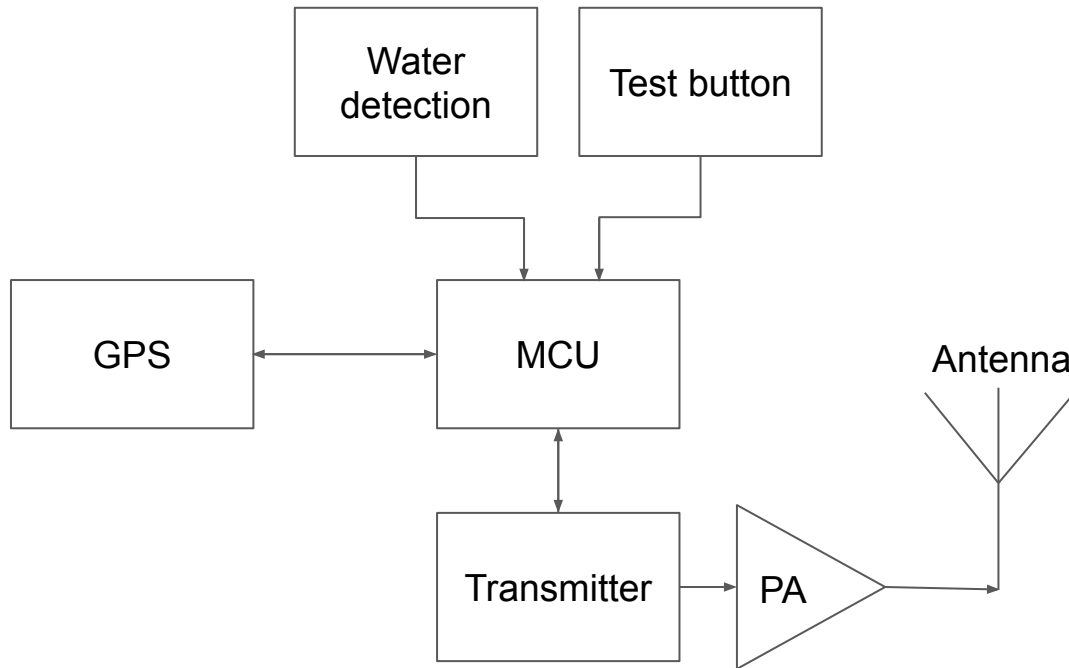 Water
detection
Test button
GPS
MCU
Antenna
Transmitter
PA